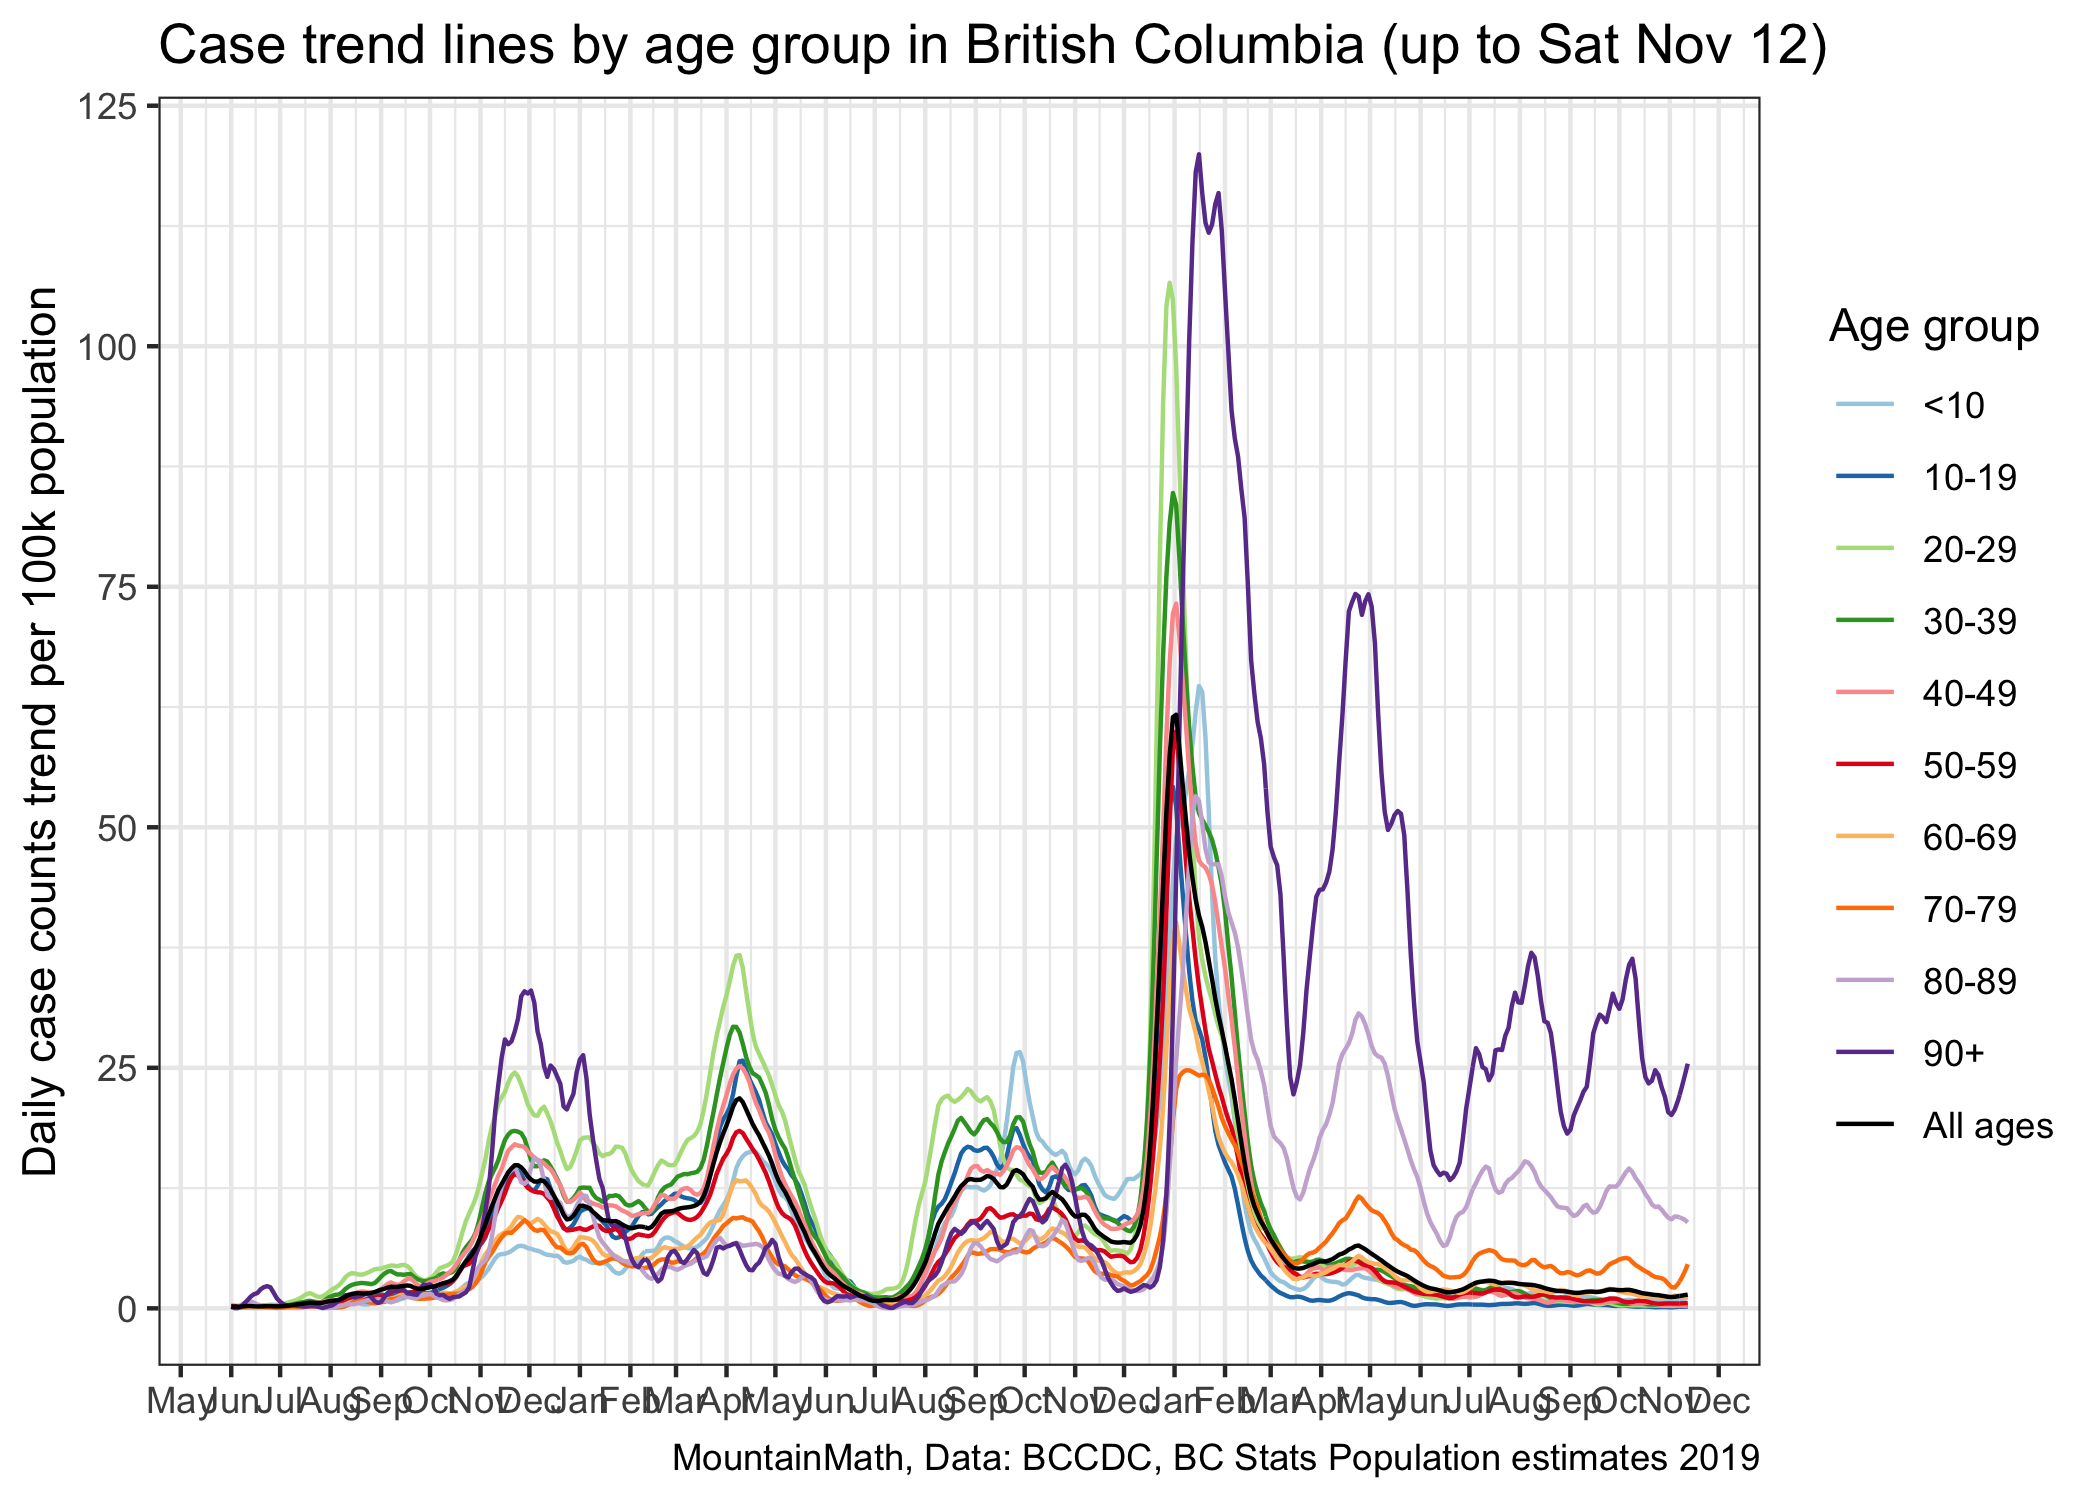 Case trend lines by age group in British Columbia (up to Sat Nov 12)
Daily case counts trend per 100k population
125
100
75
50
25
0
May Jun Jul Aug Sep Oct Nov Dec Jan Feb Mar Apr May Jun Jul Aug Sep Oct Nov Dec Jan Feb Mar Apr May Jun Jul Aug Sep Oct Nov Dec
Age group
<10
10-19
20-29
30-39
40-49
50-59
60-69
70-79
80-89
90+
All ages
MountainMath, Data: BCCDC, BC Stats Population estimates 2019